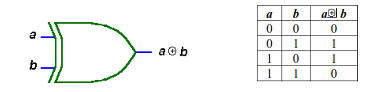 a
b
a ⊕ b
a b a⊕ b
0 0 0
0 1 1
1 0 1
1 1 0